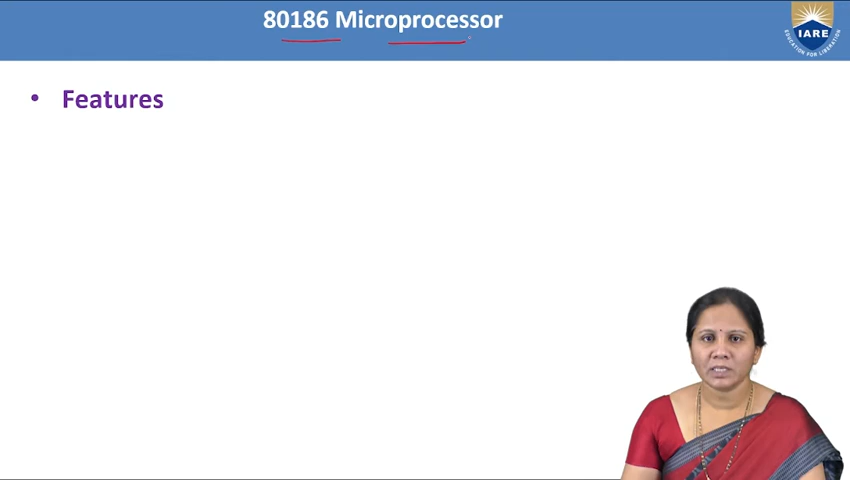 80186 Microprocessor
IARE
EDUCATION FOR LIBERATION
• Features